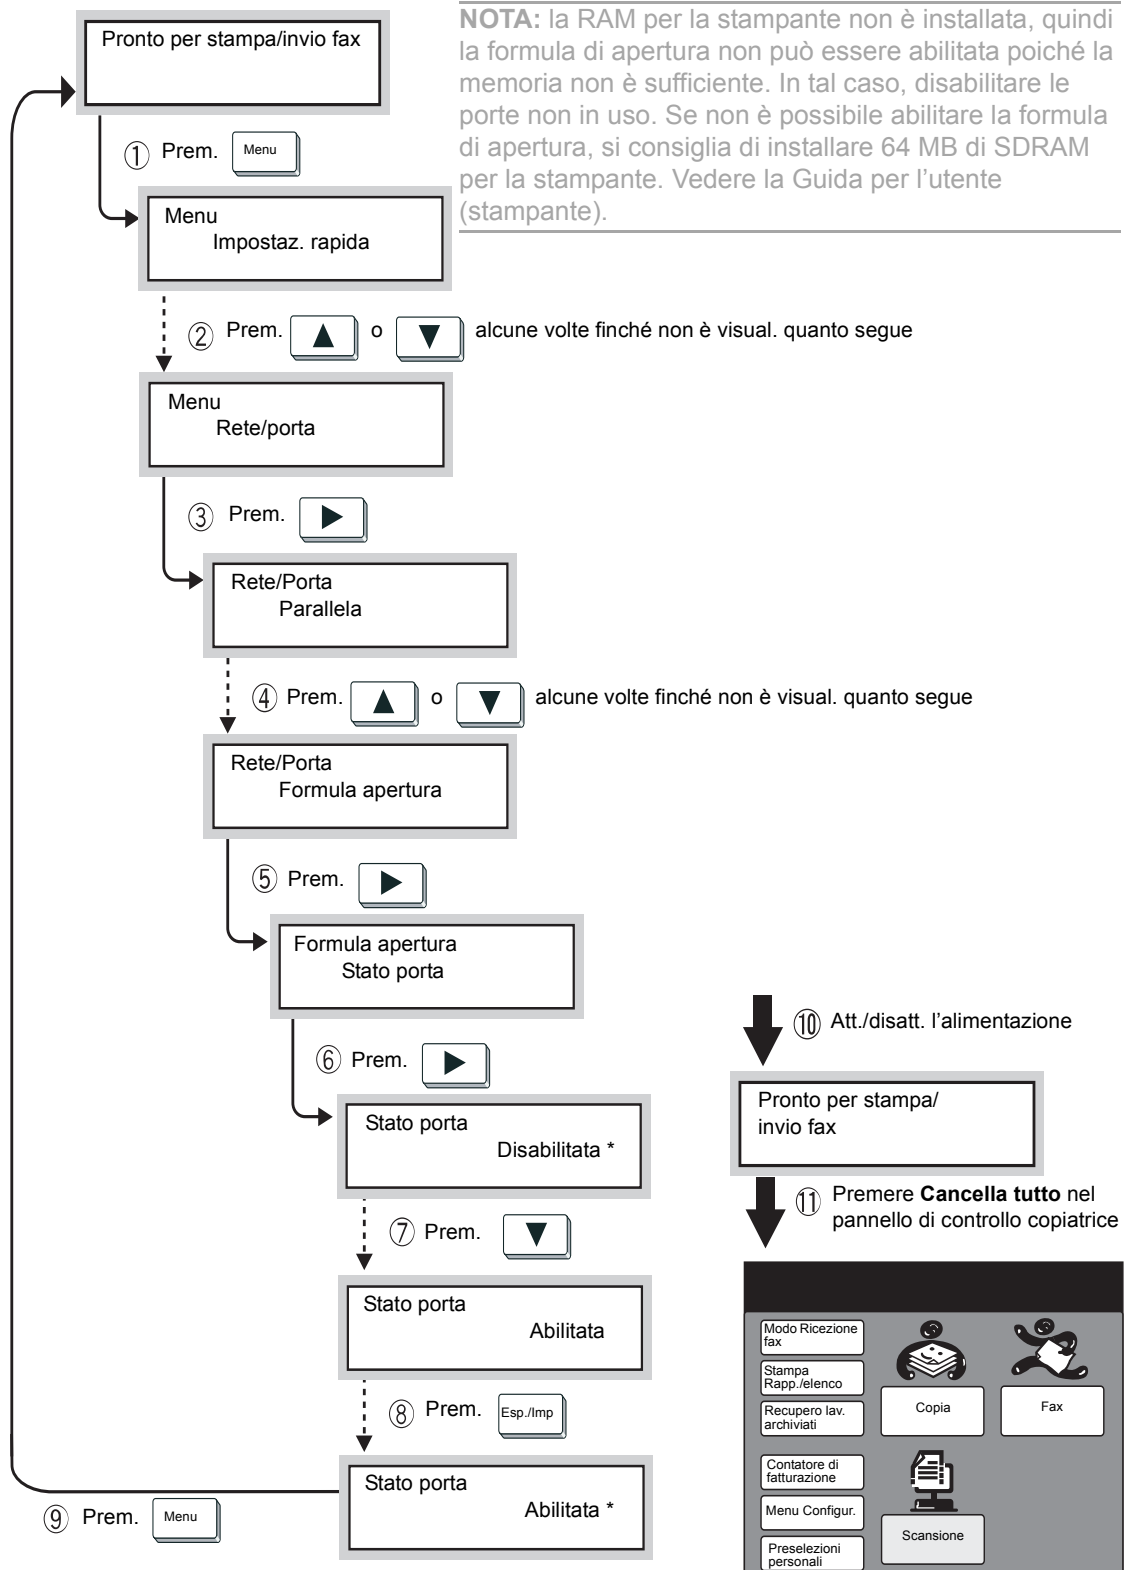 Pronto per stampa/invio fax
NOTA: la RAM per la stampante non è installata, quindi
la formula di apertura non può essere abilitata poiché la
memoria non è sufficiente. In tal caso, disabilitare le
porte non in uso. Se non è possibile abilitare la formula
di apertura, si consiglia di installare 64 MB di SDRAM
per la stampante. Vedere la Guida per l'utente
(stampante).
① Prem. Menu
Menu
Impostaz. rapida
② Prem. ▲ o ▼ alcune volte finché non è visual. quanto segue
Menu
Rete/porta
③ Prem. ▶
Rete/Porta
Parallela
④ Prem. ▲ o ▼ alcune volte finché non è visual. quanto segue
Rete/Porta
Formula apertura
⑤ Prem. ▶
Formula apertura
Stato porta
⑥ Prem. ▶
Stato porta
Disabilitata *
⑦ Prem. ▼
Stato porta
Abilitata
⑧ Prem. Esp./Imp
Stato porta
Abilitata *
⑨ Prem. Menu
⑩ Att./disatt. l'alimentazione
Pronto per stampa/
invio fax
⑪ Premere Cancella tutto nel
pannello di controllo copiatrice
Modo Ricezione
fax
Stampa
Rapp./elenco
Recupero lav.
archiviati
Copia
Fax
Contatore di
fatturazione
Menu Configur.
Preselezioni
personali
Scansione